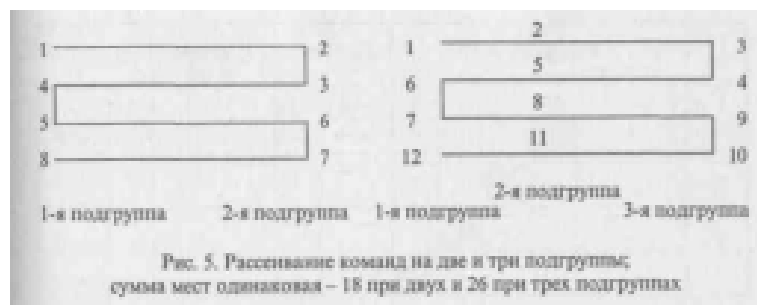 1 2 1 2 3
4 3 6 5 4
5 6 7 8 9
8 7 12 11 10
2-я подгруппа
1-я подгруппа 2-я подгруппа 1-я подгруппа 3-я подгруппа
Рис. 5. Рассеивание команд на две и три подгруппы;
сумма мест одинаковая – 18 при двух и 26 при трех подгруппах